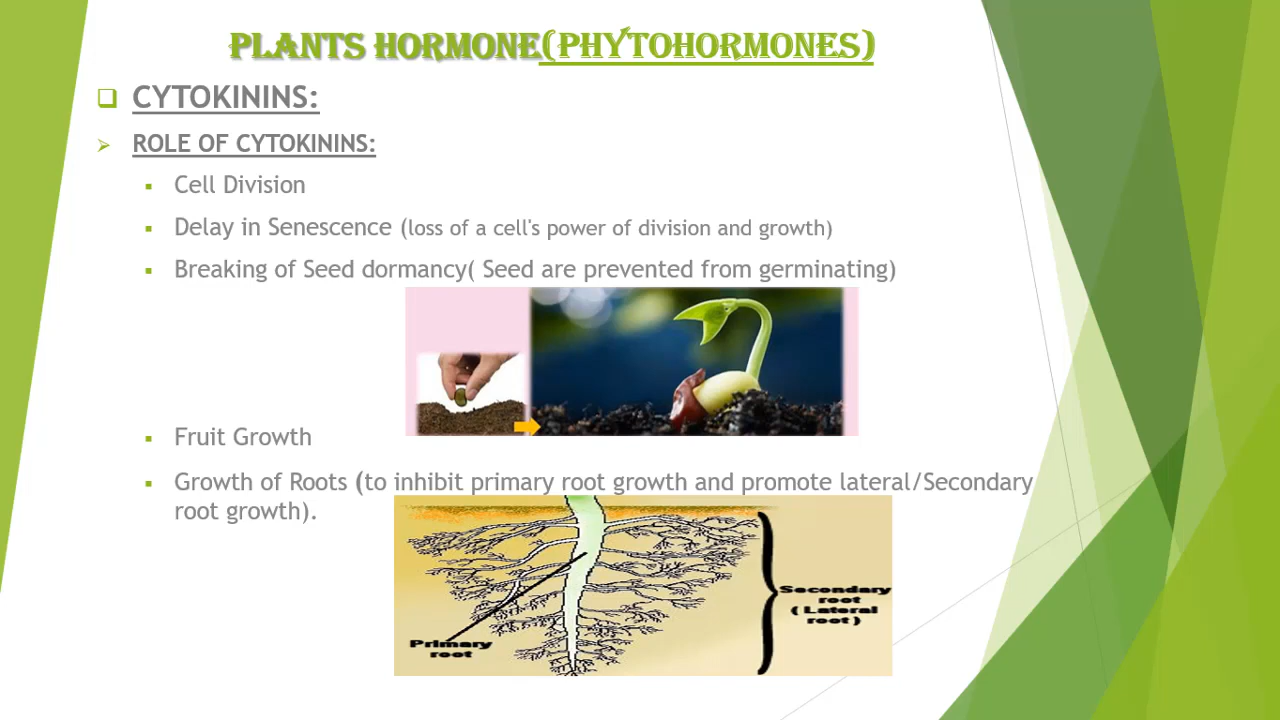 PLANTS HORMONE(PHYTOHORMONES)
CYTOKININS:
ROLE OF CYTOKININS:
Cell Division
Delay in Senescence (loss of a cell's power of division and growth)
Breaking of Seed dormancy( Seed are prevented from germinating)
Fruit Growth
Growth of Roots (to inhibit primary root growth and promote lateral/Secondary
root growth).
Primary
root
Secondary
root
( Lateral
root )